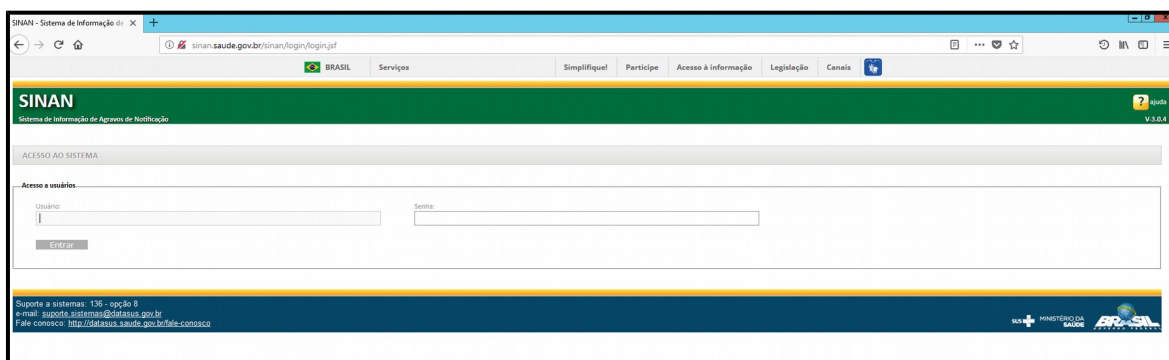 SINAN - Sistema de Informação de
sinan.saude.gov.br/sinan/login/login.jsf
BRASIL Serviços Simplifique! Participe Acesso à informação Legislação Canais
SINAN
? ajuda
Sistema de Informação de Agravos de Notificação
V-3.0.4
ACESSO AO SISTEMA
Acesso a usuários
Usuário: Senha:
Entrar
Suporte a sistemas: 136 - opção 8
e-mail: suporte.sistemas@datasus.gov.br
Fale conosco: http://datasus.saude.gov.br/fale-conosco
SUS MINISTÉRIO DA SAÚDE BRASIL
GOVERNO FEDERAL